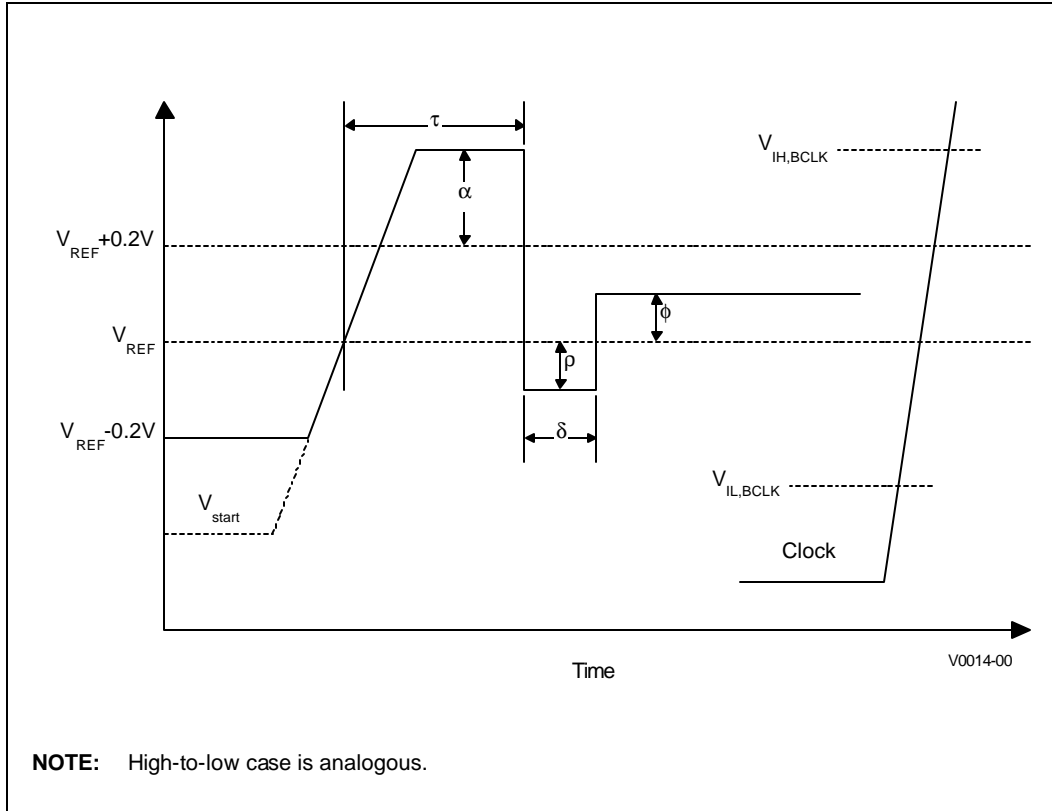 τ
V_IH,BCLK
α
V_REF+0.2V
ϕ
V_REF
ρ
V_REF-0.2V
δ
V_IL,BCLK
V_start
Clock
Time
V0014-00
NOTE: High-to-low case is analogous.